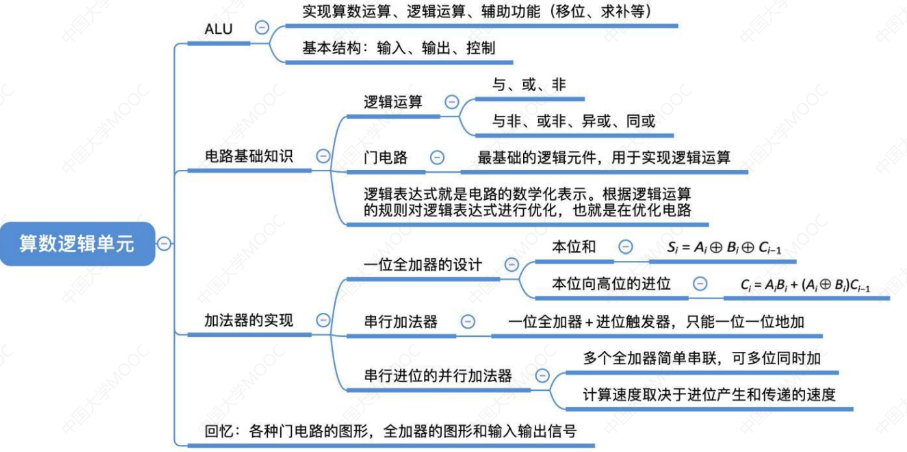 实现算数运算、逻辑运算、辅助功能（移位、求补等）
ALU
基本结构：输入、输出、控制
与、或、非
逻辑运算
与非、或非、异或、同或
电路基础知识
门电路
最基础的逻辑元件，用于实现逻辑运算
逻辑表达式就是电路的数学化表示。根据逻辑运算
的规则对逻辑表达式进行优化，也就是在优化电路
算数逻辑单元
本位和
Sᵢ = Aᵢ ⊕ Bᵢ ⊕ Cᵢ₋₁
一位全加器的设计
本位向高位的进位
Cᵢ = AᵢBᵢ + (Aᵢ ⊕ Bᵢ)Cᵢ₋₁
加法器的实现
串行加法器
一位全加器 + 进位触发器，只能一位一位地加
多个全加器简单串联，可多位同时加
串行进位的并行加法器
计算速度取决于进位产生和传递的速度
回忆：各种门电路的图形，全加器的图形和输入输出信号
中国大学MOOC